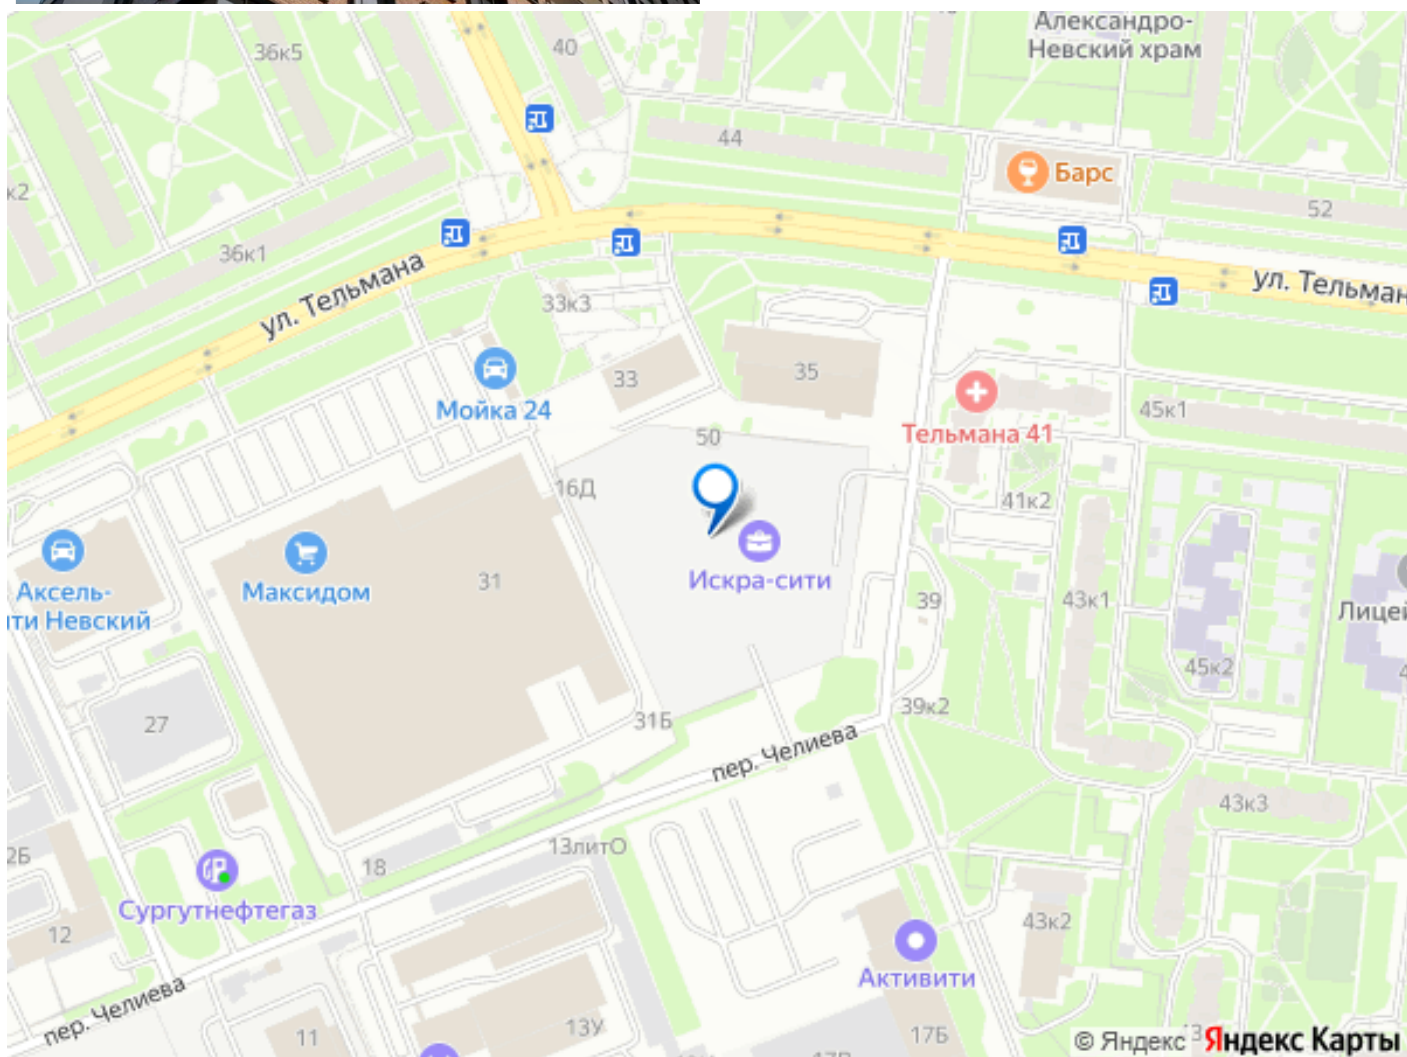 Александро-
Невский храм
36к5
40
44
Барс
к2
52
36к1
ул. Тельмана
ул. Тельман
33к3
33
35
Мойка 24
45к1
Тельмана 41
50
16Д
41к2
Аксель-
ти Невский
Максидом
31
Искра-сити
39
43к1
Лицей
45к2
27
31Б
39к2
пер. Челиева
43к3
2Б
18
13литО
Сургутнефтегаз
12
43к2
Активити
пер. Челиева
11
13У
17Б
© Яндекс
Яндекс Карты